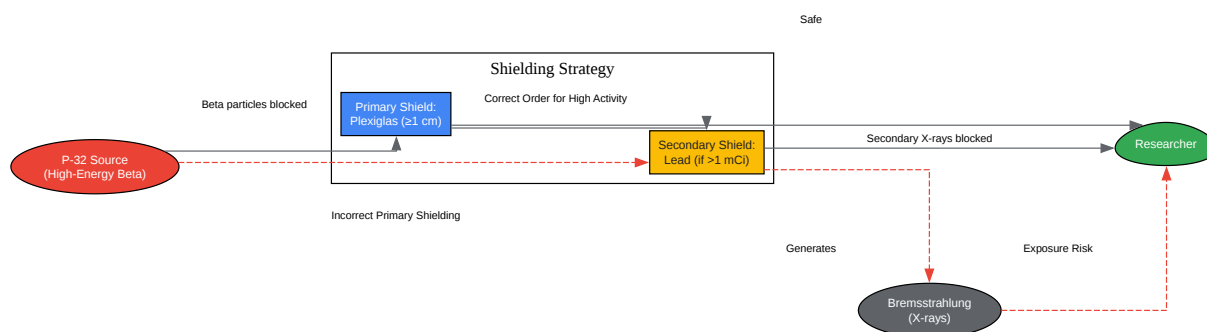 Safe
Shielding Strategy
Beta particles blocked
Primary Shield:
Plexiglas (≥1 cm)
Correct Order for High Activity
P-32 Source
(High-Energy Beta)
Secondary Shield:
Lead (if >1 mCi)
Secondary X-rays blocked
Researcher
Incorrect Primary Shielding
Generates
Exposure Risk
Bremsstrahlung
(X-rays)